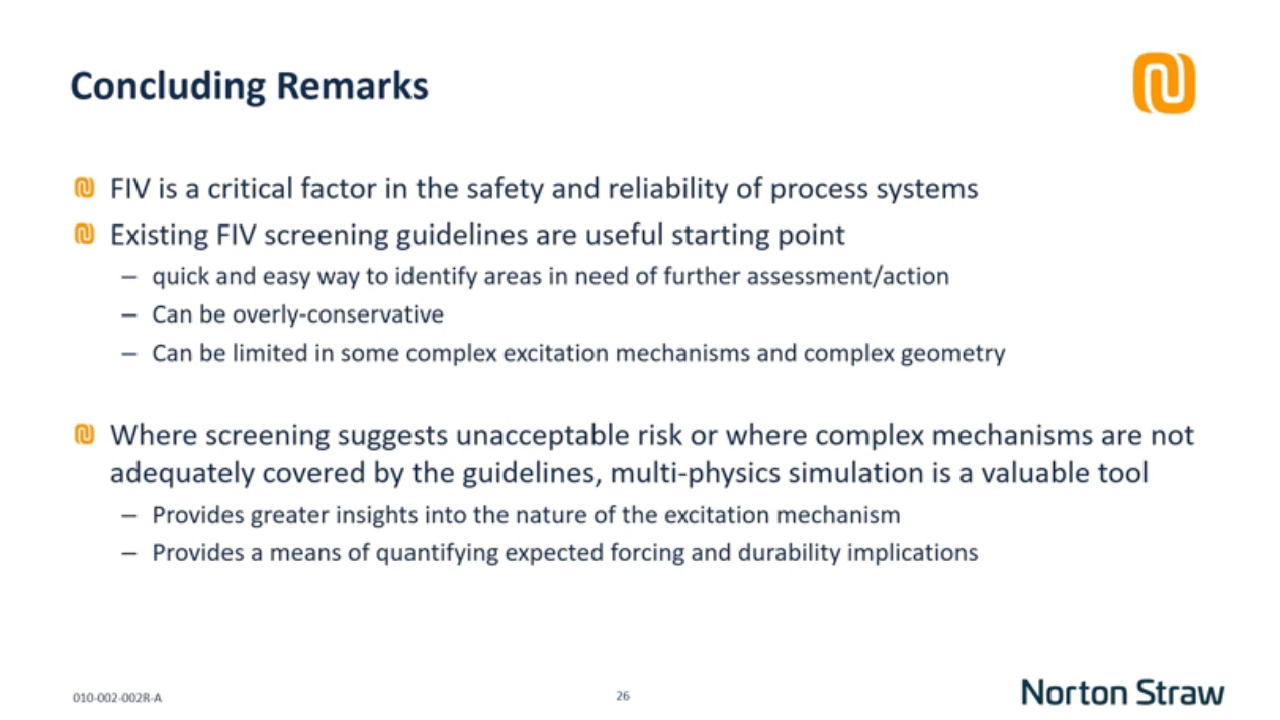 Concluding Remarks
FIV is a critical factor in the safety and reliability of process systems
Existing FIV screening guidelines are useful starting point
– quick and easy way to identify areas in need of further assessment/action
– Can be overly-conservative
– Can be limited in some complex excitation mechanisms and complex geometry
Where screening suggests unacceptable risk or where complex mechanisms are not
adequately covered by the guidelines, multi-physics simulation is a valuable tool
– Provides greater insights into the nature of the excitation mechanism
– Provides a means of quantifying expected forcing and durability implications
010-002-002R-A
26
Norton Straw